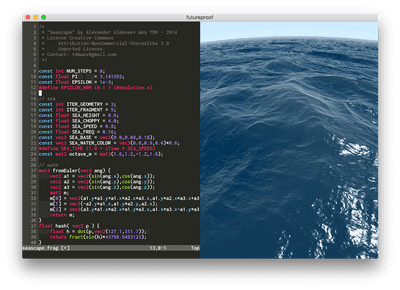 futureproof
1 /*
2  * "Seascape" by Alexander Alekseev aka TDM - 2014
3  * License Creative Commons
4  *     Attribution-NonCommercial-ShareAlike 3.0
5  *     Unported License.
6  * Contact: tdmaav@gmail.com
7  */
8
9 const int NUM_STEPS = 8;
10 const float PI     = 3.141592;
11 const float EPSILON = 1e-3;
12 #define EPSILON_NRM (0.1 / iResolution.x)
13
14 // sea
15 const int ITER_GEOMETRY = 3;
16 const int ITER_FRAGMENT = 5;
17 const float SEA_HEIGHT = 0.6;
18 const float SEA_CHOPPY = 4.0;
19 const float SEA_SPEED = 0.8;
20 const float SEA_FREQ = 0.16;
21 const vec3 SEA_BASE = vec3(0.0,0.09,0.18);
22 const vec3 SEA_WATER_COLOR = vec3(0.8,0.9,0.6)*0.6;
23 #define SEA_TIME (1.0 + iTime * SEA_SPEED)
24 const mat2 octave_m = mat2(1.6,1.2,-1.2,1.6);
25
26 // math
27 mat3 fromEuler(vec3 ang) {
28     vec2 a1 = vec2(sin(ang.x),cos(ang.x));
29     vec2 a2 = vec2(sin(ang.y),cos(ang.y));
30     vec2 a3 = vec2(sin(ang.z),cos(ang.z));
31     mat3 m;
32     m[0] = vec3(a1.y*a3.y+a1.x*a2.x*a3.x,a1.y*a2.x*a3.x+a3
33     m[1] = vec3(-a2.y*a1.x,a1.y*a2.y,a2.x);
34     m[2] = vec3(a3.y*a1.x*a2.x+a1.y*a3.x,a1.x*a3.x-a1.y*a3
35     return m;
36 }
37 float hash( vec2 p ) {
38     float h = dot(p,vec2(127.1,311.7));
39     return fract(sin(h)*43758.5453123);
40 }
seascape.frag [+] 13,0-1 Top